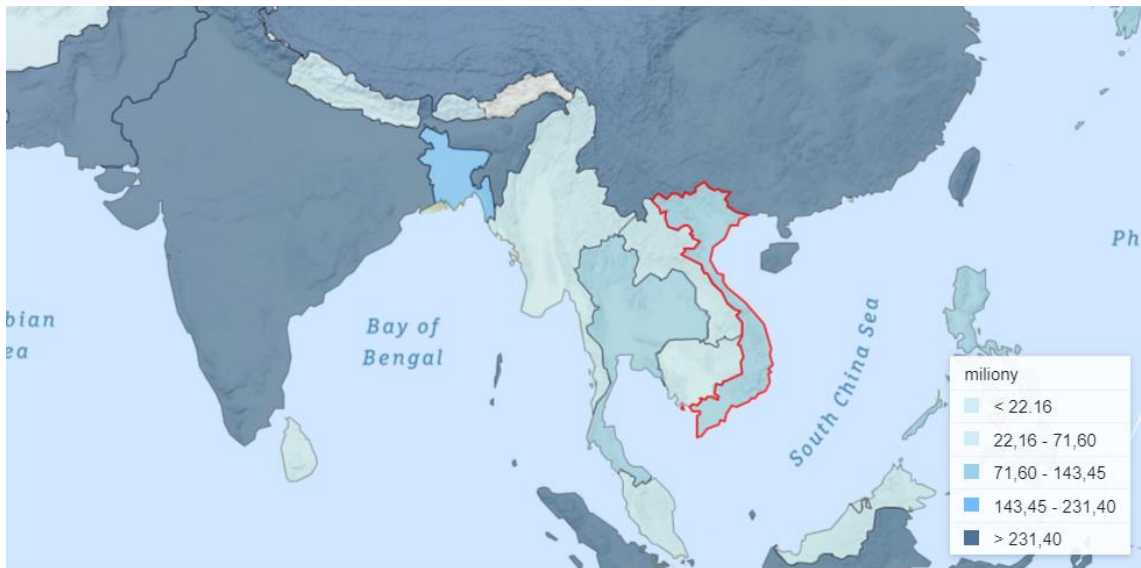 Ph
bian
ea
Bay of
Bengal
South China Sea
miliony
< 22.16
22,16 - 71,60
71,60 - 143,45
143,45 - 231,40
> 231,40